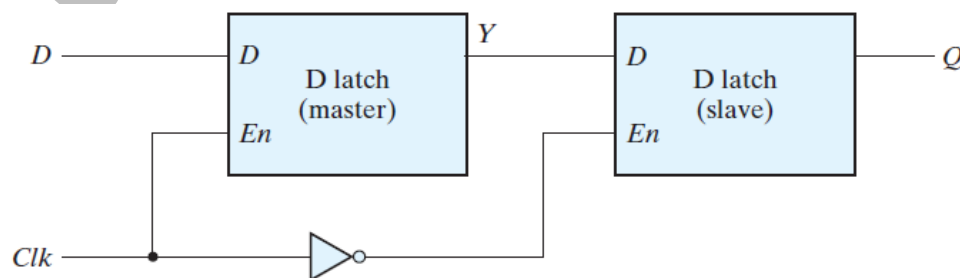 D
D
D latch
(master)
En
Y
D
D latch
(slave)
En
Q
Clk